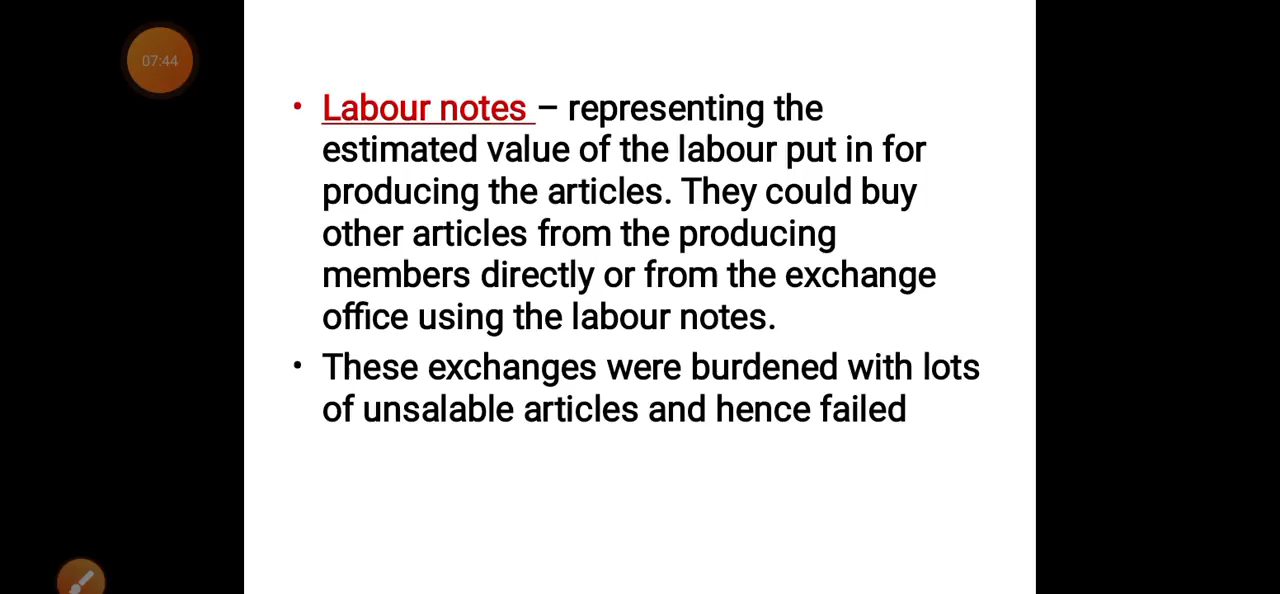 07:44
• Labour notes – representing the
estimated value of the labour put in for
producing the articles. They could buy
other articles from the producing
members directly or from the exchange
office using the labour notes.
• These exchanges were burdened with lots
of unsalable articles and hence failed